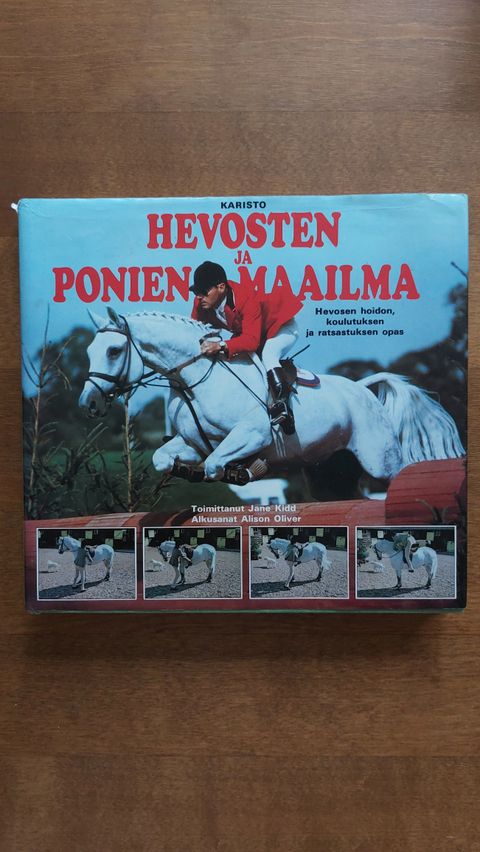 KARISTO
HEVOSTEN
JA
PONIEN MAAILMA
Hevosen hoidon,
koulutuksen
ja ratsastuksen opas
Toimittanut Jane Kidd
Alkusanat Alison Oliver